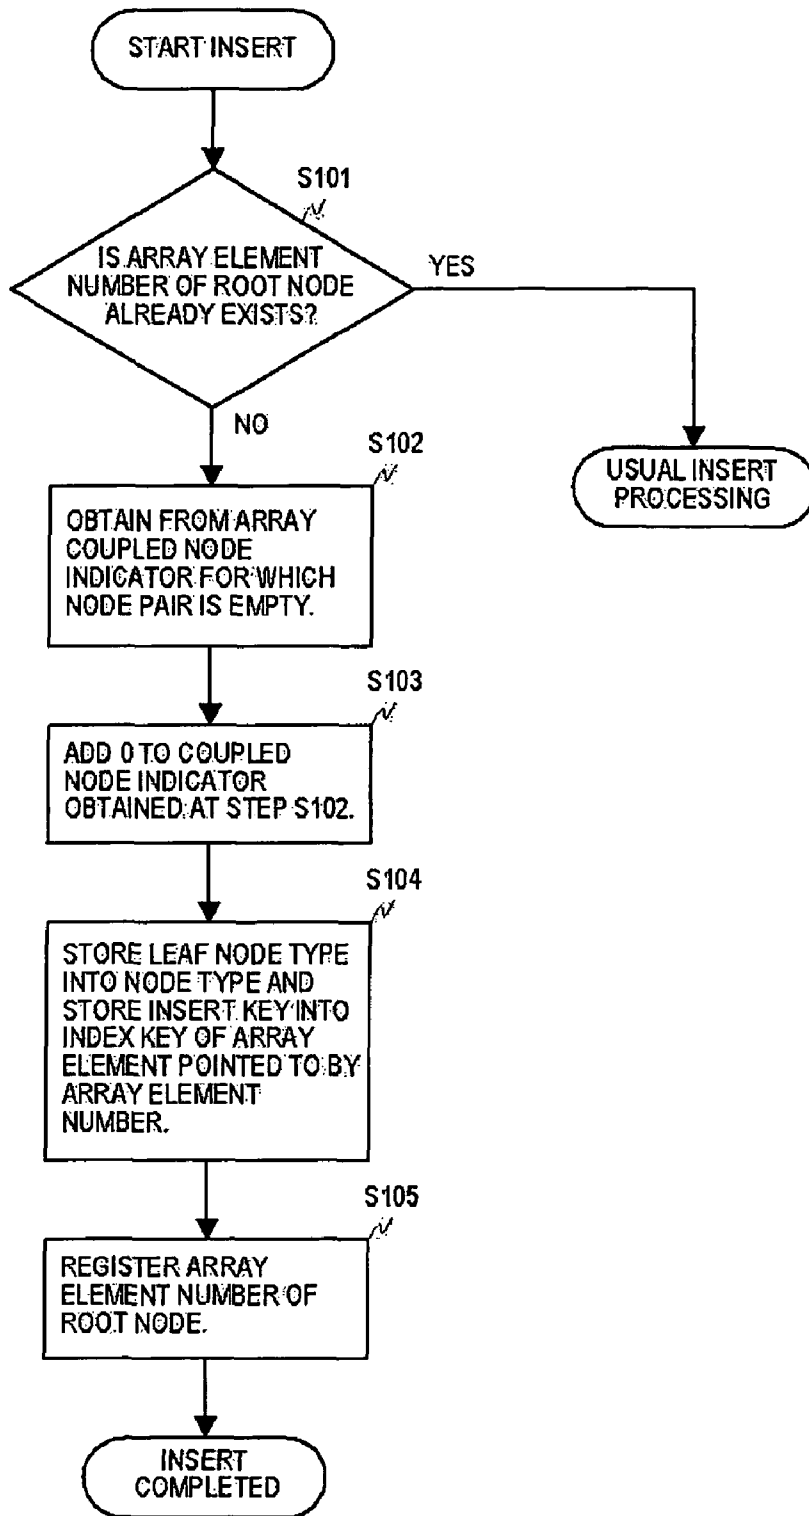 START INSERT
S101
IS ARRAY ELEMENT
NUMBER OF ROOT NODE
ALREADY EXISTS?
YES
NO
S102
USUAL INSERT
PROCESSING
OBTAIN FROM ARRAY
COUPLED NODE
INDICATOR FOR WHICH
NODE PAIR IS EMPTY.
S103
ADD 0 TO COUPLED
NODE INDICATOR
OBTAINED AT STEP S102.
S104
STORE LEAF NODE TYPE
INTO NODE TYPE AND
STORE INSERT KEY INTO
INDEX KEY OF ARRAY
ELEMENT POINTED TO BY
ARRAY ELEMENT
NUMBER.
S105
REGISTER ARRAY
ELEMENT NUMBER OF
ROOT NODE.
INSERT
COMPLETED